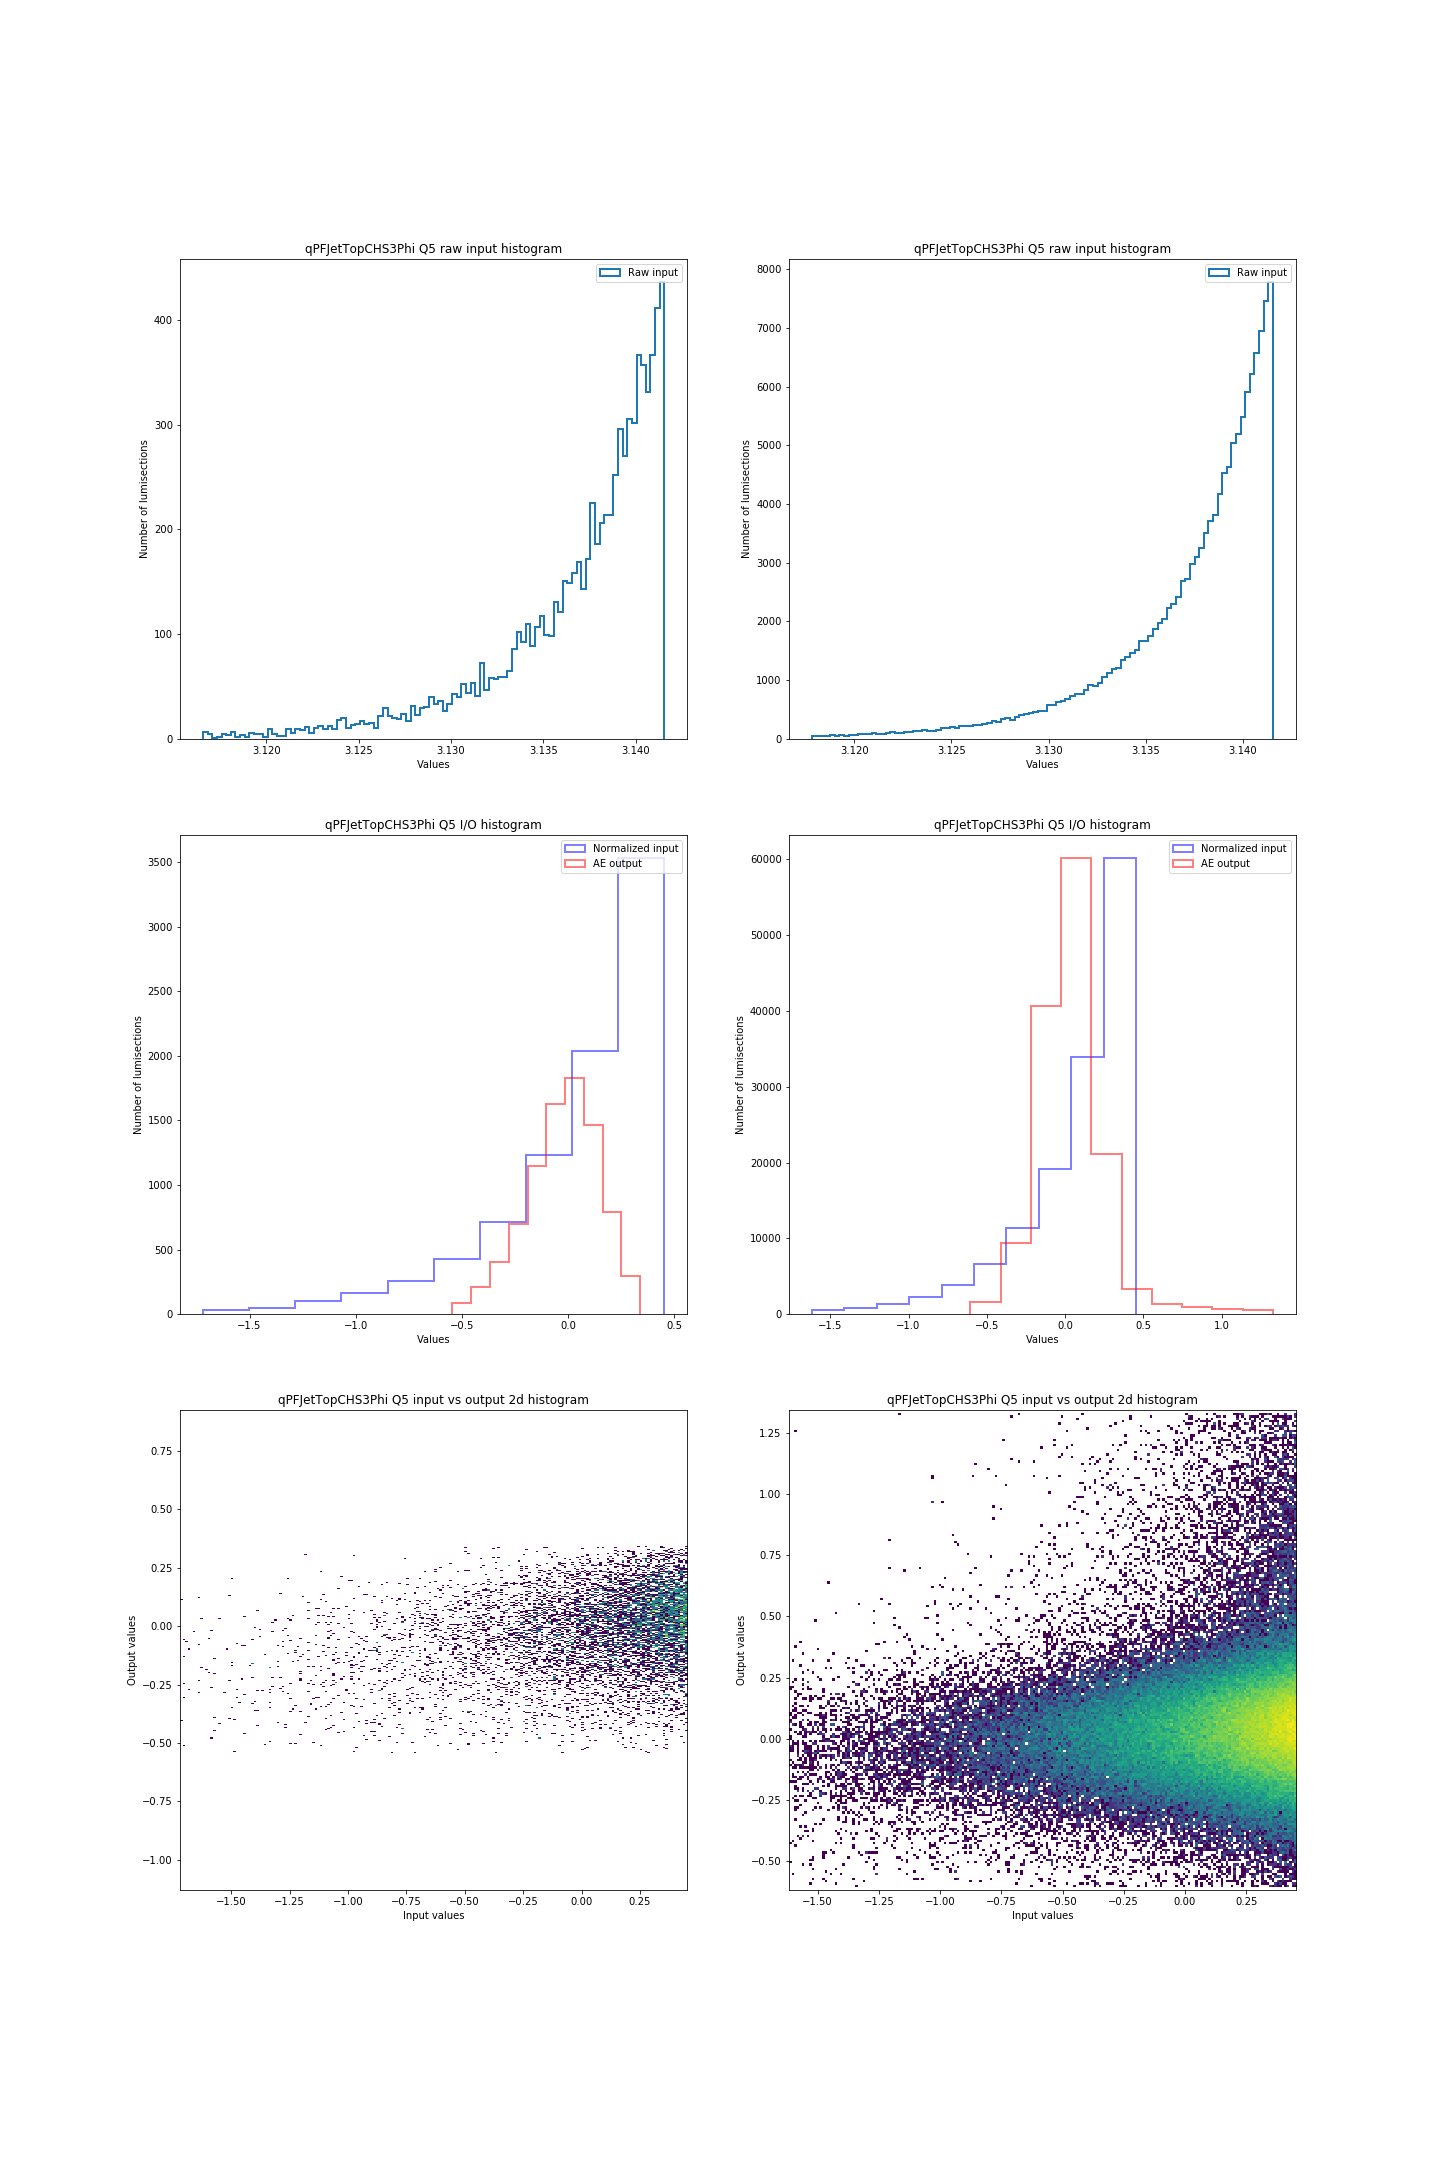 qPFJetTopCHS3Phi Q5 raw input histogram
Raw input
Number of lumisections
400
300
200
100
0
3.120 3.125 3.130 3.135 3.140
Values
qPFJetTopCHS3Phi Q5 raw input histogram
Raw input
Number of lumisections
8000
7000
6000
5000
4000
3000
2000
1000
0
3.120 3.125 3.130 3.135 3.140
Values
qPFJetTopCHS3Phi Q5 I/O histogram
Normalized input
AE output
Number of lumisections
3500
3000
2500
2000
1500
1000
500
0
−1.5 −1.0 −0.5 0.0 0.5
Values
qPFJetTopCHS3Phi Q5 I/O histogram
Normalized input
AE output
Number of lumisections
60000
50000
40000
30000
20000
10000
0
−1.5 −1.0 −0.5 0.0 0.5 1.0
Values
qPFJetTopCHS3Phi Q5 input vs output 2d histogram
Output values
0.75
0.50
0.25
0.00
−0.25
−0.50
−0.75
−1.00
−1.50 −1.25 −1.00 −0.75 −0.50 −0.25 0.00 0.25
Input values
qPFJetTopCHS3Phi Q5 input vs output 2d histogram
Output values
1.25
1.00
0.75
0.50
0.25
0.00
−0.25
−0.50
−1.50 −1.25 −1.00 −0.75 −0.50 −0.25 0.00 0.25
Input values